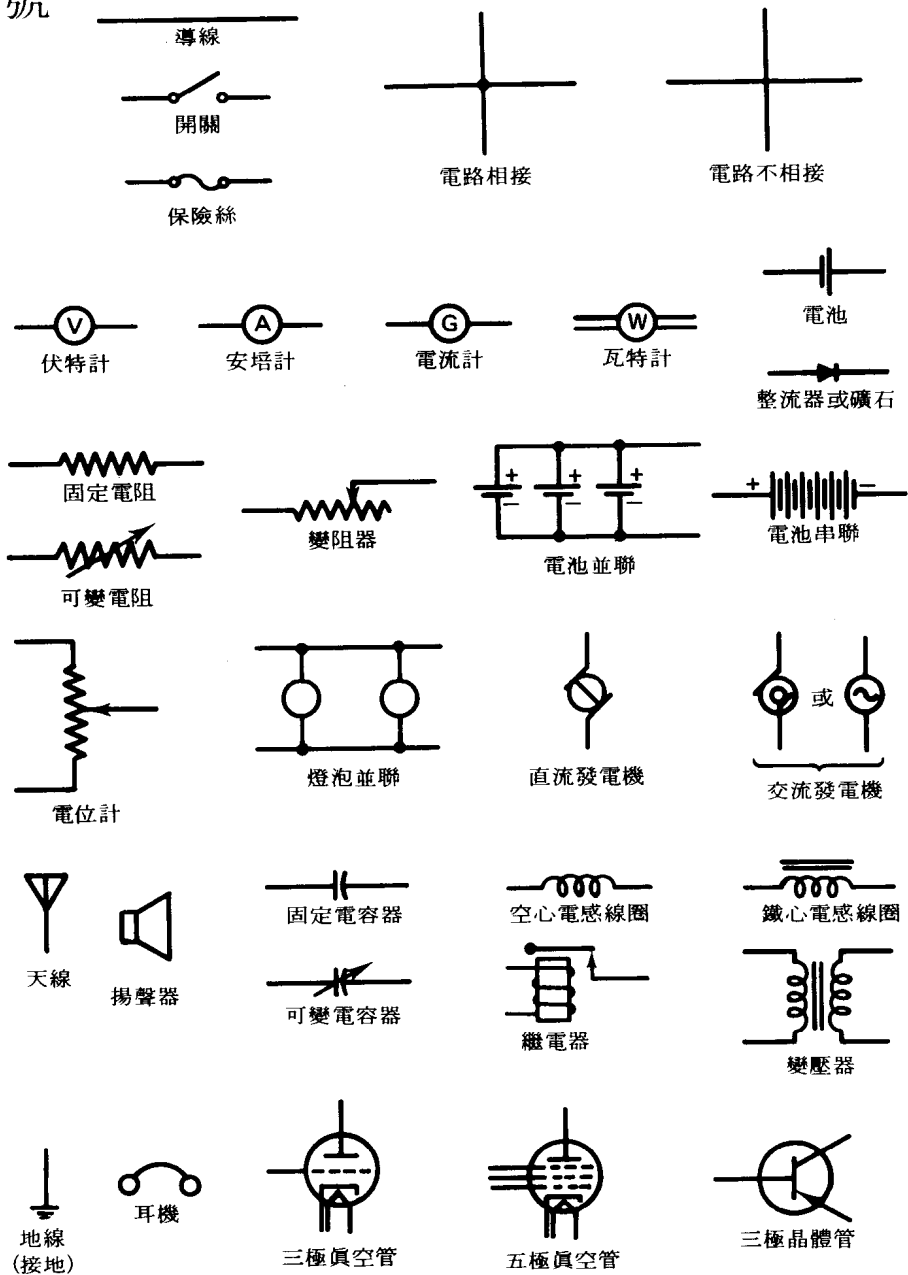 號
導線
開關
保險絲
電路相接
電路不相接
V
伏特計
A
安培計
G
電流計
W
瓦特計
電池
整流器或礦石
固定電阻
可變電阻
變阻器
+ + +
− − −
電池並聯
+ −
電池串聯
電位計
燈泡並聯
直流發電機
或
交流發電機
天線
揚聲器
固定電容器
可變電容器
空心電感線圈
繼電器
鐵心電感線圈
變壓器
地線
(接地)
耳機
三極眞空管
五極眞空管
三極晶體管